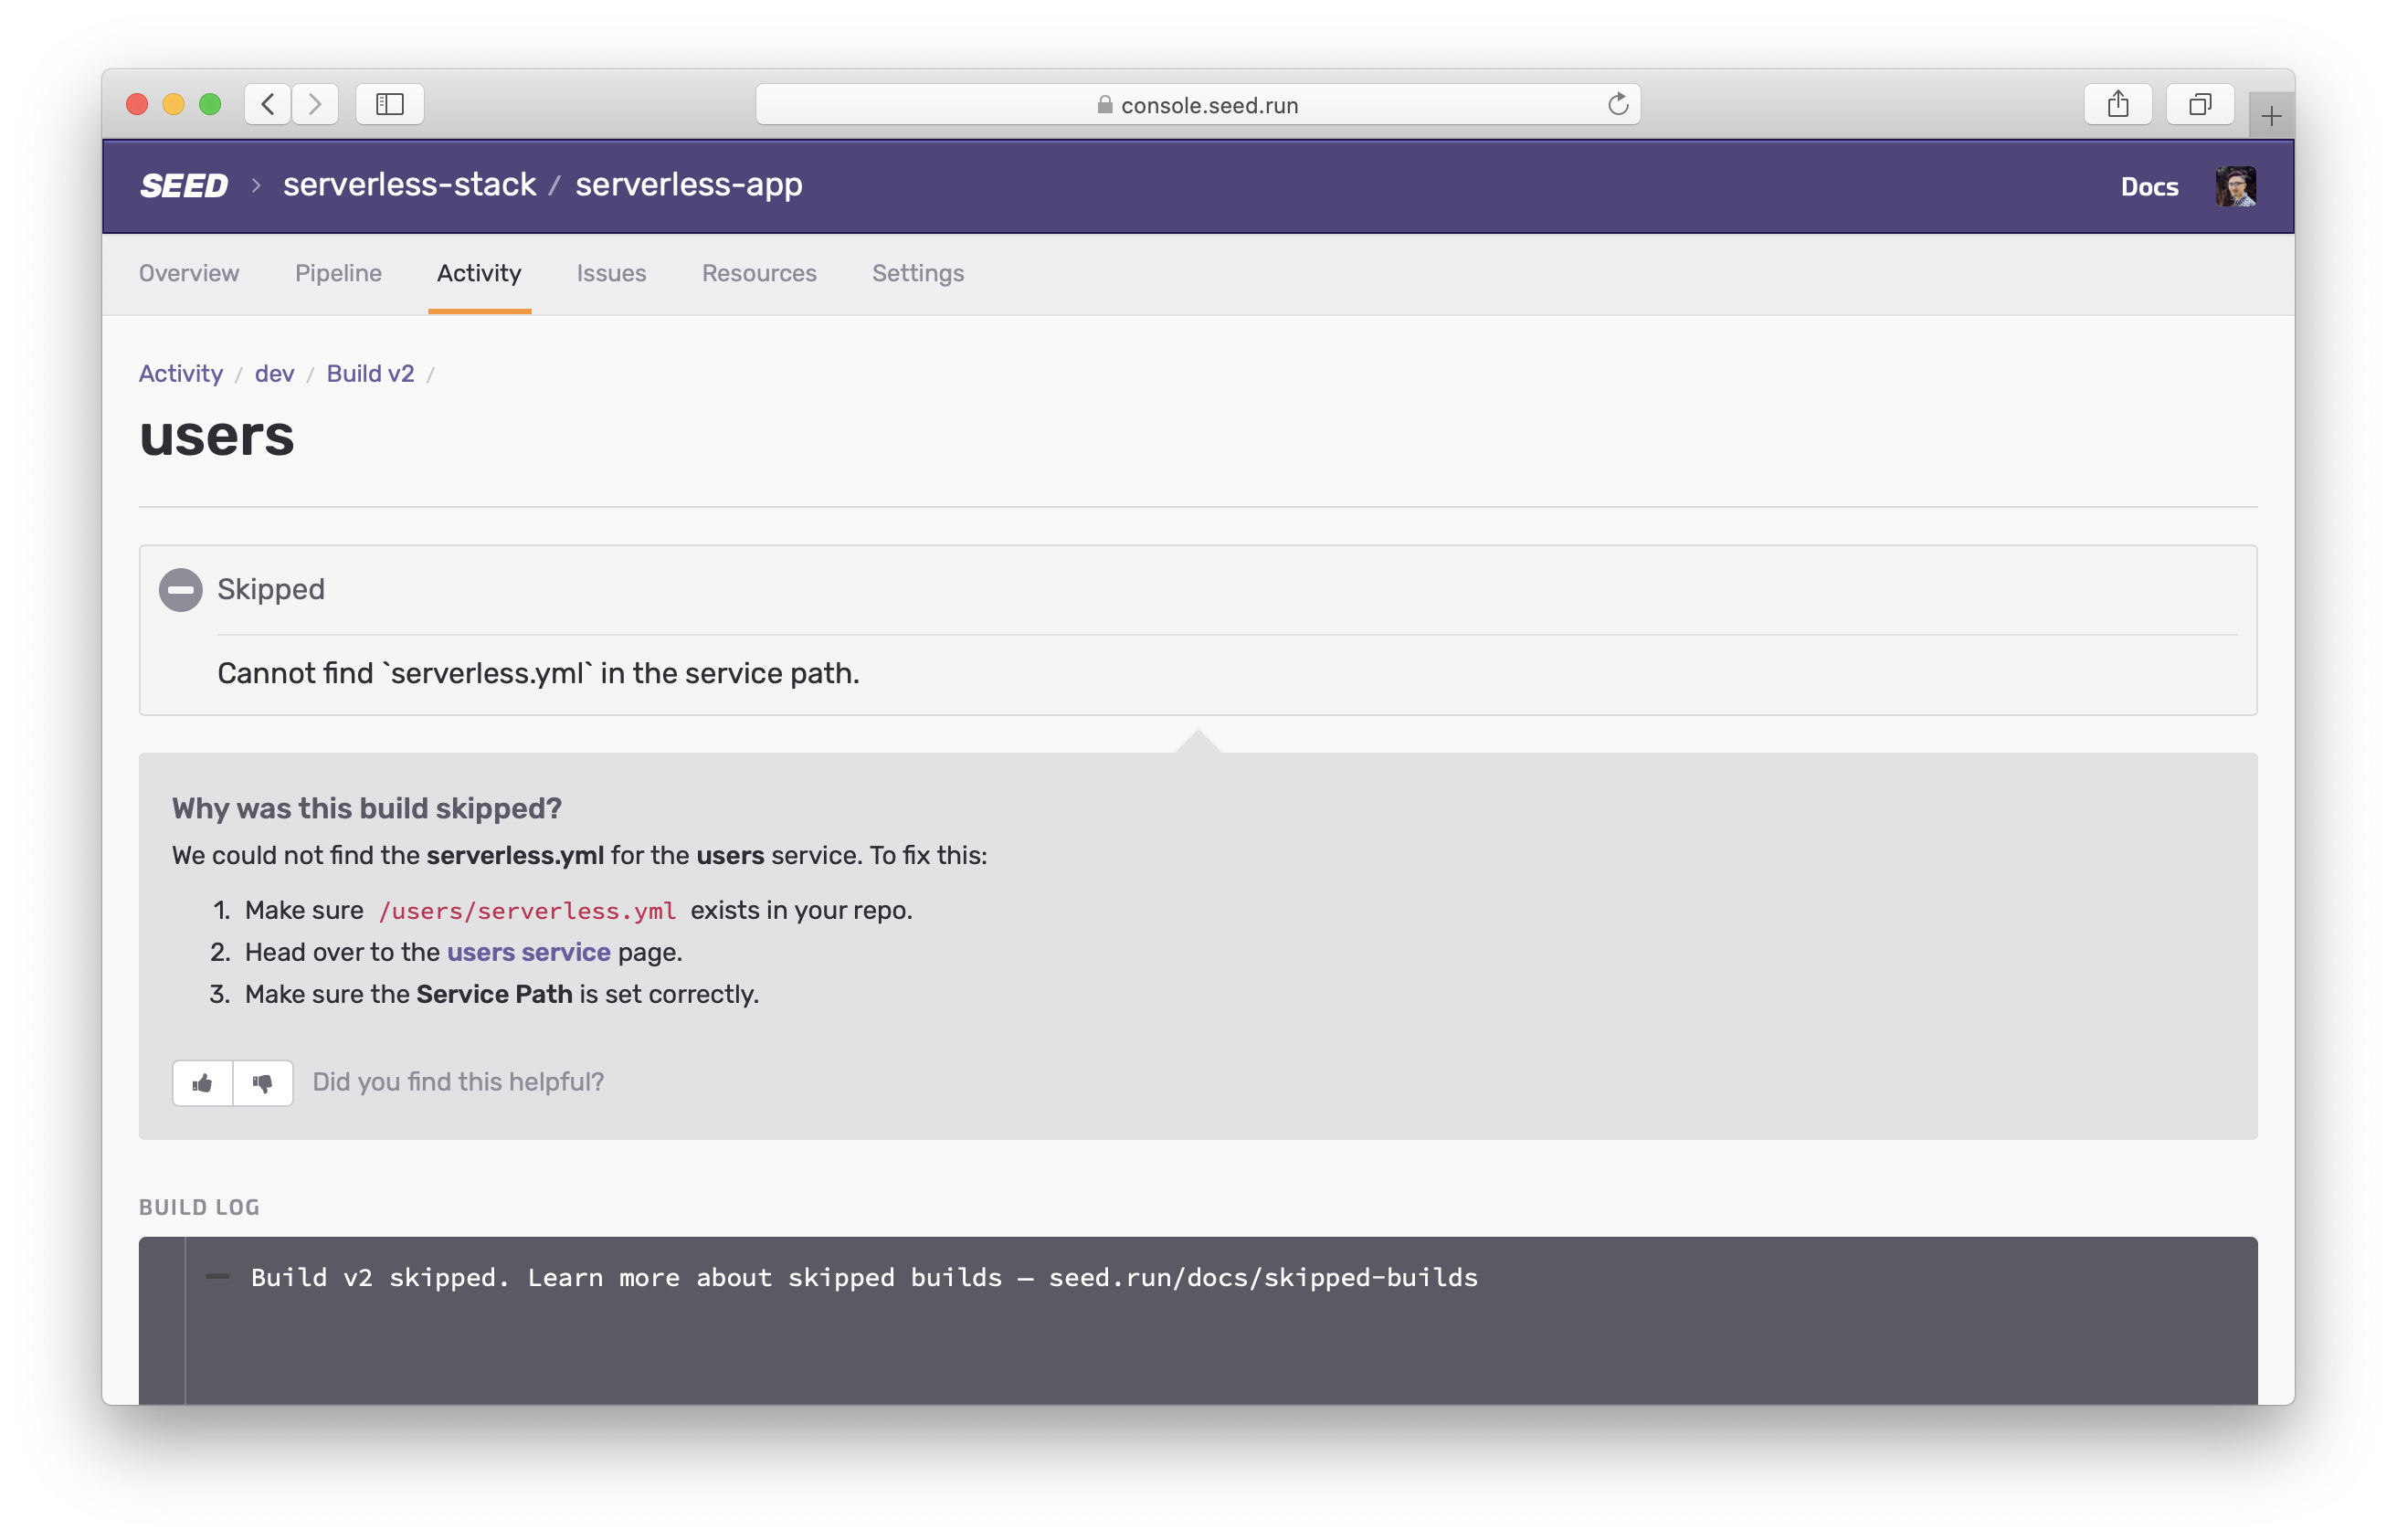 console.seed.run
SEED > serverless-stack / serverless-app
Docs
Overview Pipeline Activity Issues Resources Settings
Activity / dev / Build v2 /
users
Skipped
Cannot find `serverless.yml` in the service path.
Why was this build skipped?
We could not find the serverless.yml for the users service. To fix this:
1. Make sure /users/serverless.yml exists in your repo.
2. Head over to the users service page.
3. Make sure the Service Path is set correctly.
Did you find this helpful?
BUILD LOG
Build v2 skipped. Learn more about skipped builds — seed.run/docs/skipped-builds